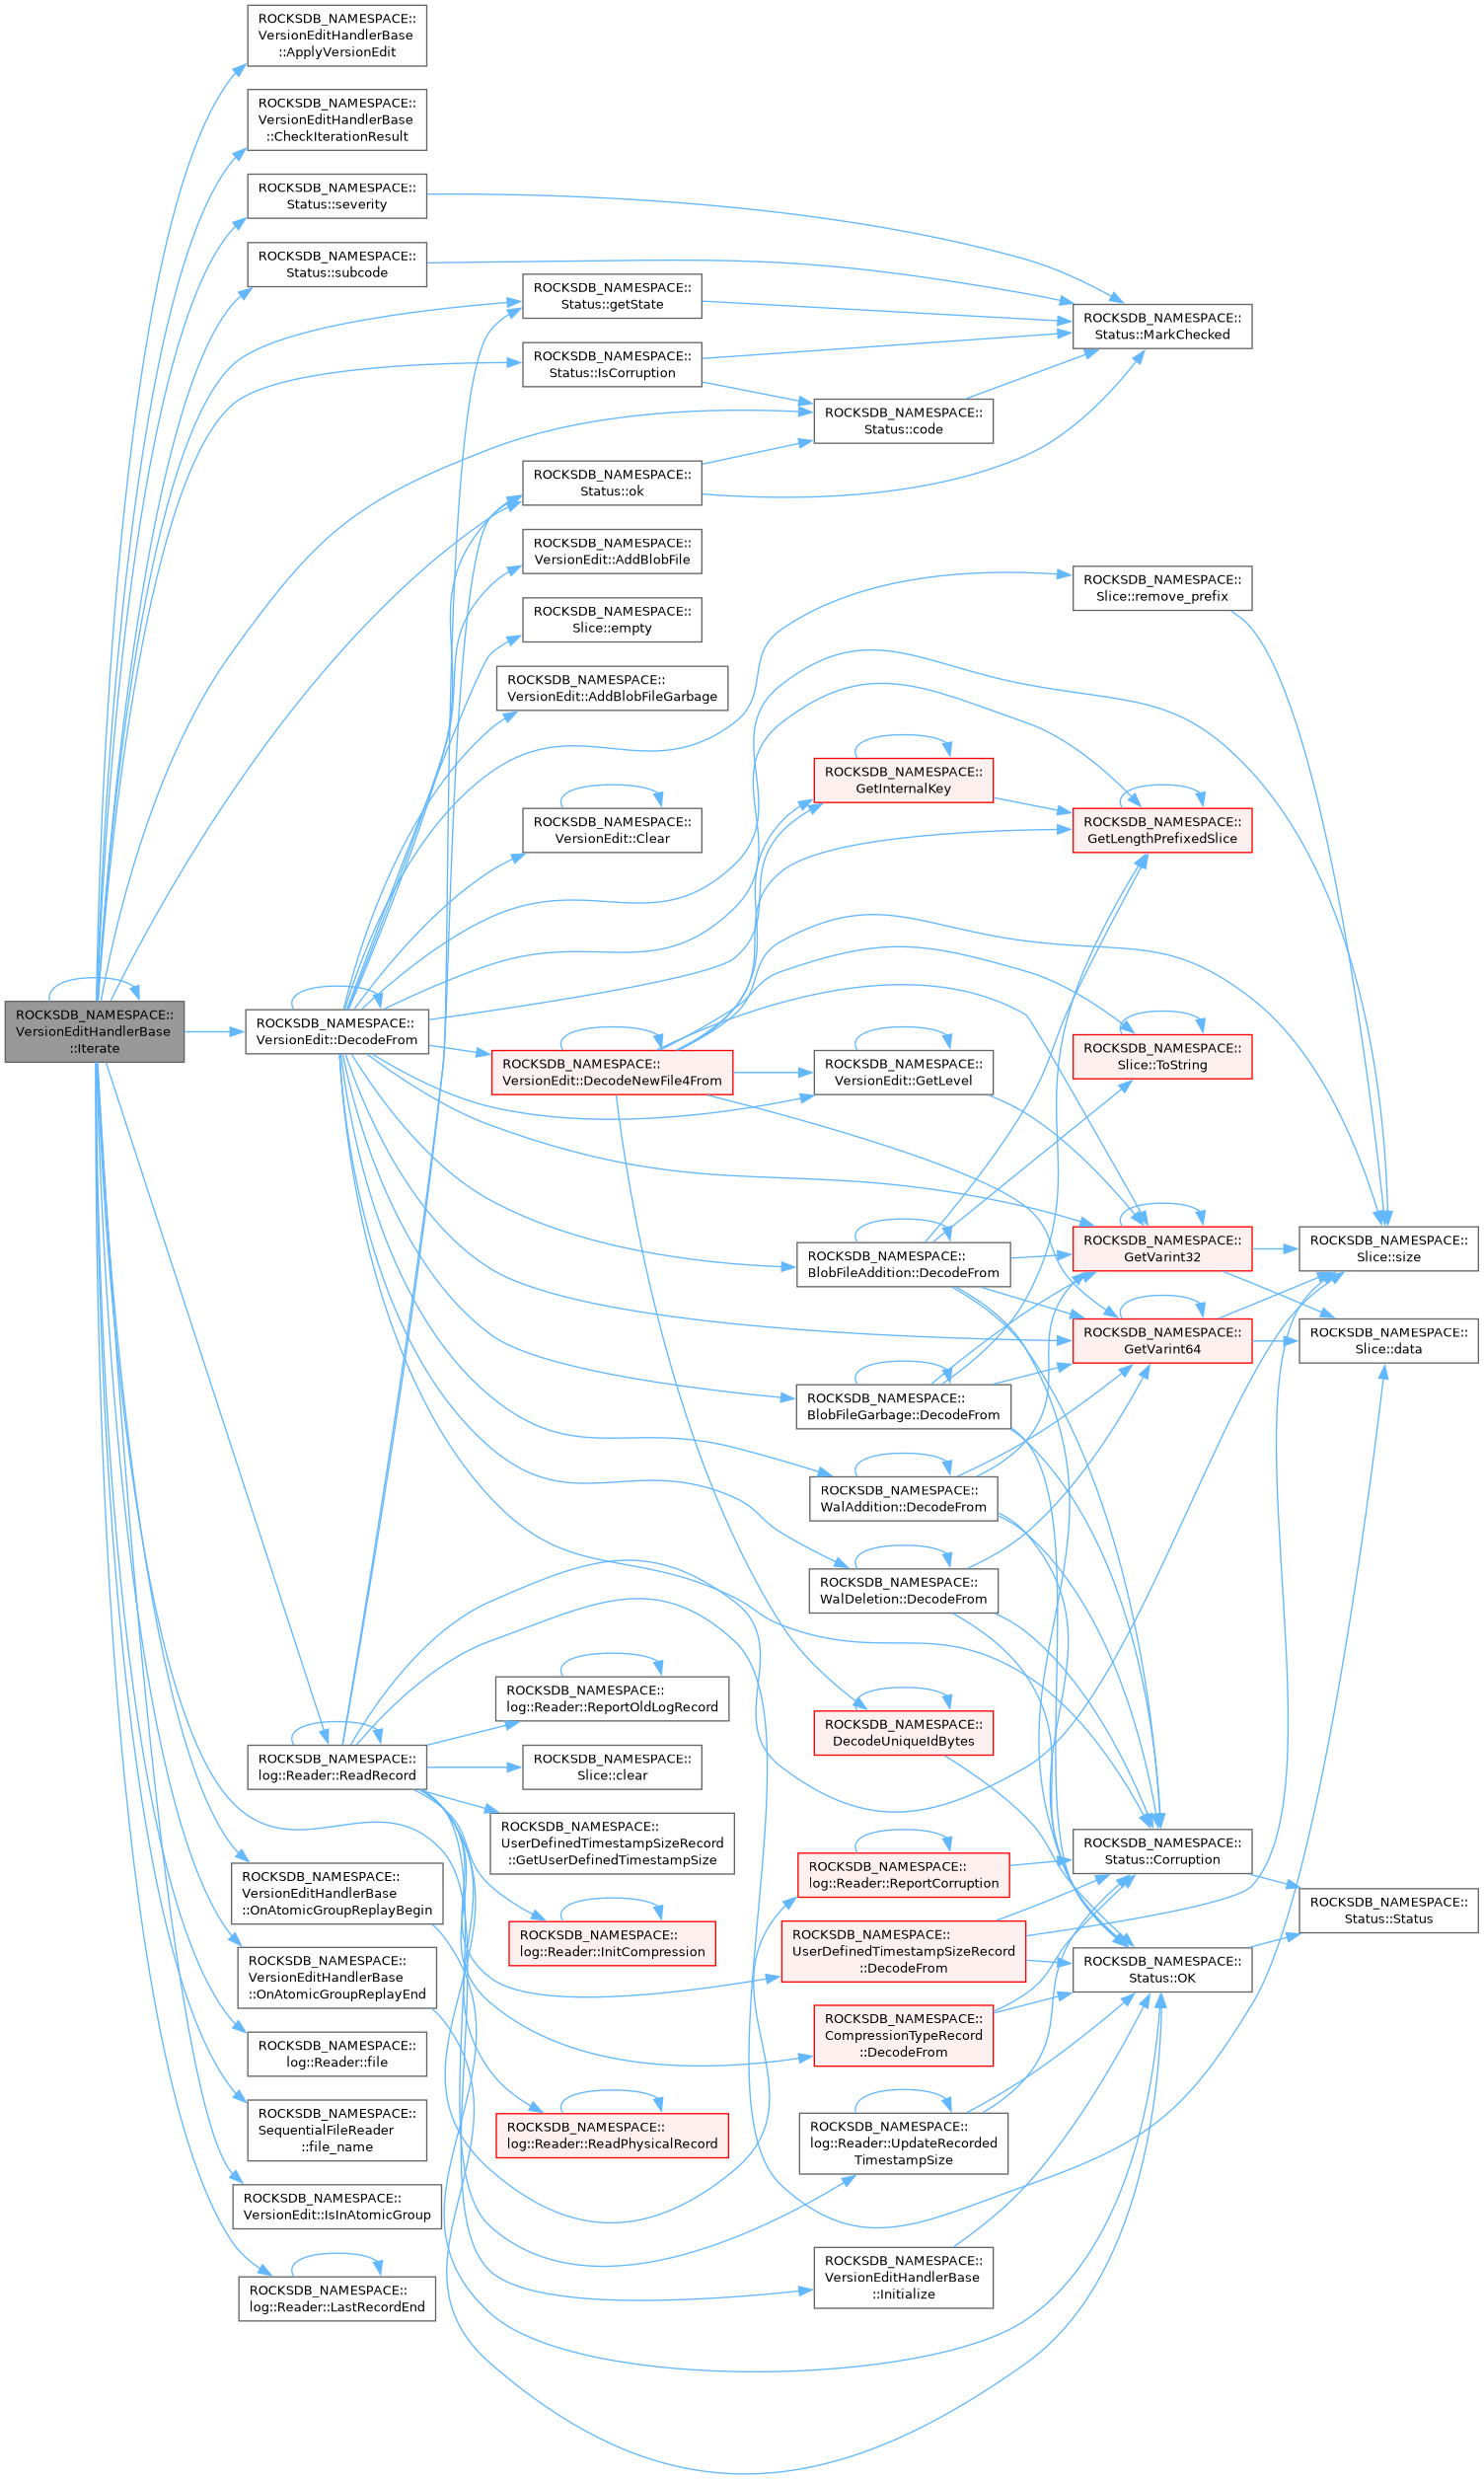 ROCKSDB_NAMESPACE::
VersionEditHandlerBase
::ApplyVersionEdit
ROCKSDB_NAMESPACE::
VersionEditHandlerBase
::CheckIterationResult
ROCKSDB_NAMESPACE::
Status::severity
ROCKSDB_NAMESPACE::
Status::subcode
ROCKSDB_NAMESPACE::
Status::getState
ROCKSDB_NAMESPACE::
Status::MarkChecked
ROCKSDB_NAMESPACE::
Status::IsCorruption
ROCKSDB_NAMESPACE::
Status::code
ROCKSDB_NAMESPACE::
Status::ok
ROCKSDB_NAMESPACE::
VersionEdit::AddBlobFile
ROCKSDB_NAMESPACE::
Slice::remove_prefix
ROCKSDB_NAMESPACE::
Slice::empty
ROCKSDB_NAMESPACE::
VersionEdit::AddBlobFileGarbage
ROCKSDB_NAMESPACE::
GetInternalKey
ROCKSDB_NAMESPACE::
VersionEdit::Clear
ROCKSDB_NAMESPACE::
GetLengthPrefixedSlice
ROCKSDB_NAMESPACE::
VersionEditHandlerBase
::Iterate
ROCKSDB_NAMESPACE::
VersionEdit::DecodeFrom
ROCKSDB_NAMESPACE::
VersionEdit::DecodeNewFile4From
ROCKSDB_NAMESPACE::
VersionEdit::GetLevel
ROCKSDB_NAMESPACE::
Slice::ToString
ROCKSDB_NAMESPACE::
BlobFileAddition::DecodeFrom
ROCKSDB_NAMESPACE::
GetVarint32
ROCKSDB_NAMESPACE::
Slice::size
ROCKSDB_NAMESPACE::
GetVarint64
ROCKSDB_NAMESPACE::
Slice::data
ROCKSDB_NAMESPACE::
BlobFileGarbage::DecodeFrom
ROCKSDB_NAMESPACE::
WalAddition::DecodeFrom
ROCKSDB_NAMESPACE::
WalDeletion::DecodeFrom
ROCKSDB_NAMESPACE::
log::Reader::ReportOldLogRecord
ROCKSDB_NAMESPACE::
DecodeUniqueIdBytes
ROCKSDB_NAMESPACE::
log::Reader::ReadRecord
ROCKSDB_NAMESPACE::
Slice::clear
ROCKSDB_NAMESPACE::
UserDefinedTimestampSizeRecord
::GetUserDefinedTimestampSize
ROCKSDB_NAMESPACE::
Status::Corruption
ROCKSDB_NAMESPACE::
log::Reader::ReportCorruption
ROCKSDB_NAMESPACE::
VersionEditHandlerBase
::OnAtomicGroupReplayBegin
ROCKSDB_NAMESPACE::
Status::Status
ROCKSDB_NAMESPACE::
log::Reader::InitCompression
ROCKSDB_NAMESPACE::
UserDefinedTimestampSizeRecord
::DecodeFrom
ROCKSDB_NAMESPACE::
Status::OK
ROCKSDB_NAMESPACE::
VersionEditHandlerBase
::OnAtomicGroupReplayEnd
ROCKSDB_NAMESPACE::
CompressionTypeRecord
::DecodeFrom
ROCKSDB_NAMESPACE::
log::Reader::file
ROCKSDB_NAMESPACE::
SequentialFileReader
::file_name
ROCKSDB_NAMESPACE::
log::Reader::ReadPhysicalRecord
ROCKSDB_NAMESPACE::
log::Reader::UpdateRecorded
TimestampSize
ROCKSDB_NAMESPACE::
VersionEdit::IsInAtomicGroup
ROCKSDB_NAMESPACE::
VersionEditHandlerBase
::Initialize
ROCKSDB_NAMESPACE::
log::Reader::LastRecordEnd